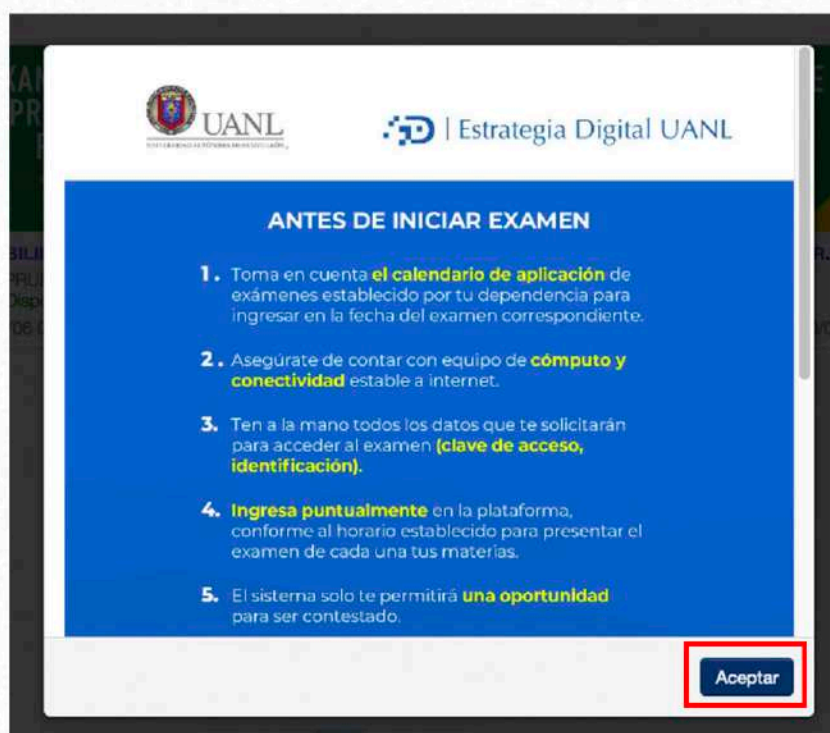 UANL
| Estrategia Digital UANL
ANTES DE INICIAR EXAMEN
1. Toma en cuenta el calendario de aplicación de
exámenes establecido por tu dependencia para
ingresar en la fecha del examen correspondiente.
2. Asegúrate de contar con equipo de cómputo y
conectividad estable a internet.
3. Ten a la mano todos los datos que te solicitarán
para acceder al examen (clave de acceso,
identificación).
4. Ingresa puntualmente en la plataforma,
conforme al horario establecido para presentar el
examen de cada una tus materias.
5. El sistema solo te permitirá una oportunidad
para ser contestado.
Aceptar